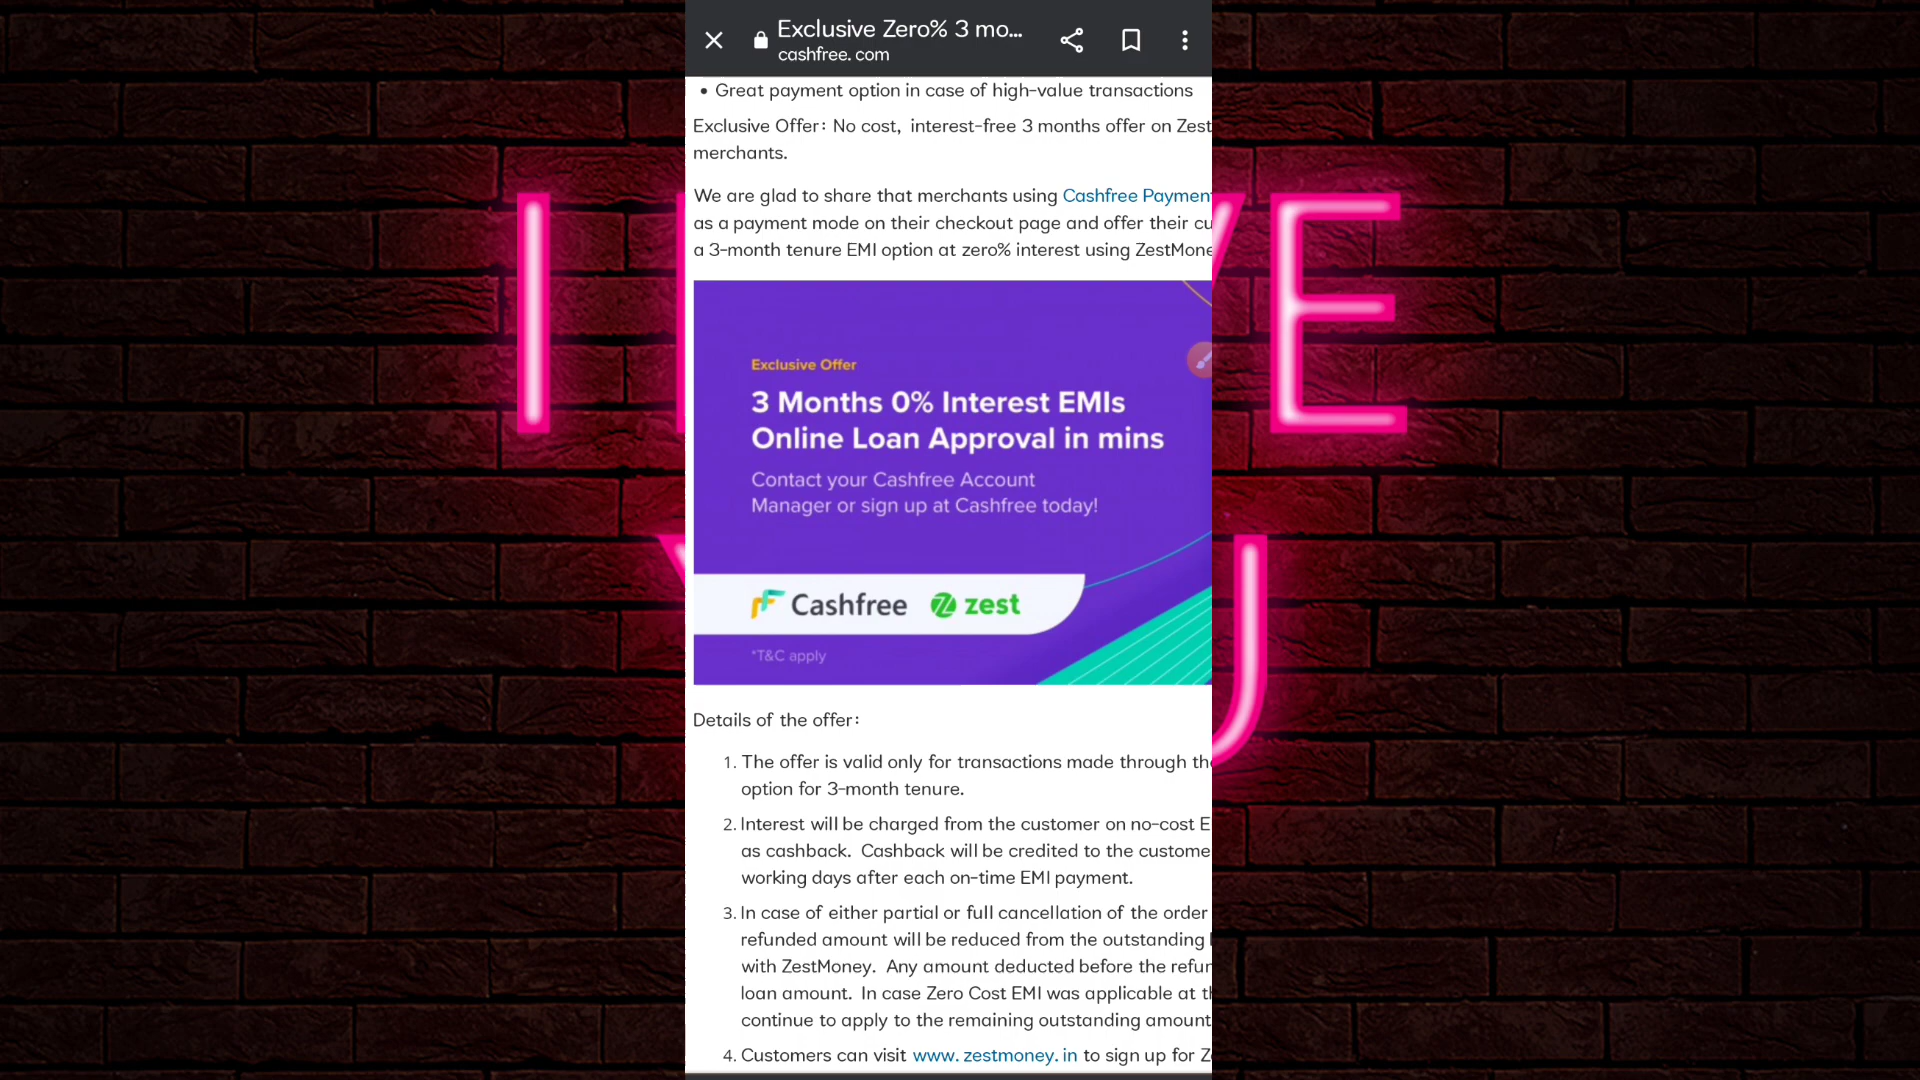 Exclusive Zero% 3 mo...
cashfree.com
• Great payment option in case of high-value transactions
Exclusive Offer: No cost, interest-free 3 months offer on Zest
merchants.
We are glad to share that merchants using Cashfree Paymen
as a payment mode on their checkout page and offer their cu
a 3-month tenure EMI option at zero% interest using ZestMone
Exclusive Offer
3 Months 0% Interest EMIs
Online Loan Approval in mins
Contact your Cashfree Account
Manager or sign up at Cashfree today!
Cashfree zest
*T&C apply
Details of the offer:
1. The offer is valid only for transactions made through the
option for 3-month tenure.
2. Interest will be charged from the customer on no-cost E
as cashback. Cashback will be credited to the custome
working days after each on-time EMI payment.
3. In case of either partial or full cancellation of the order
refunded amount will be reduced from the outstanding
with ZestMoney. Any amount deducted before the refun
loan amount. In case Zero Cost EMI was applicable at th
continue to apply to the remaining outstanding amount
4. Customers can visit www.zestmoney.in to sign up for Z
I
VE
U